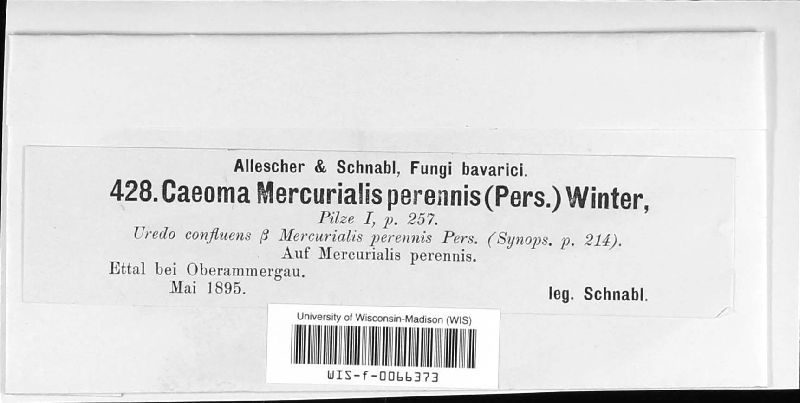 Allescher & Schnabl, Fungi bavarici.
428. Caeoma Mercurialis perennis (Pers.) Winter,
Pilze I, p. 257.
Uredo confluens β Mercurialis perennis Pers. (Synops. p. 214).
Auf Mercurialis perennis.
Ettal bei Oberammergau.
Mai 1895.
leg. Schnabl.
University of Wisconsin-Madison (WIS)
WIS-f-0066373